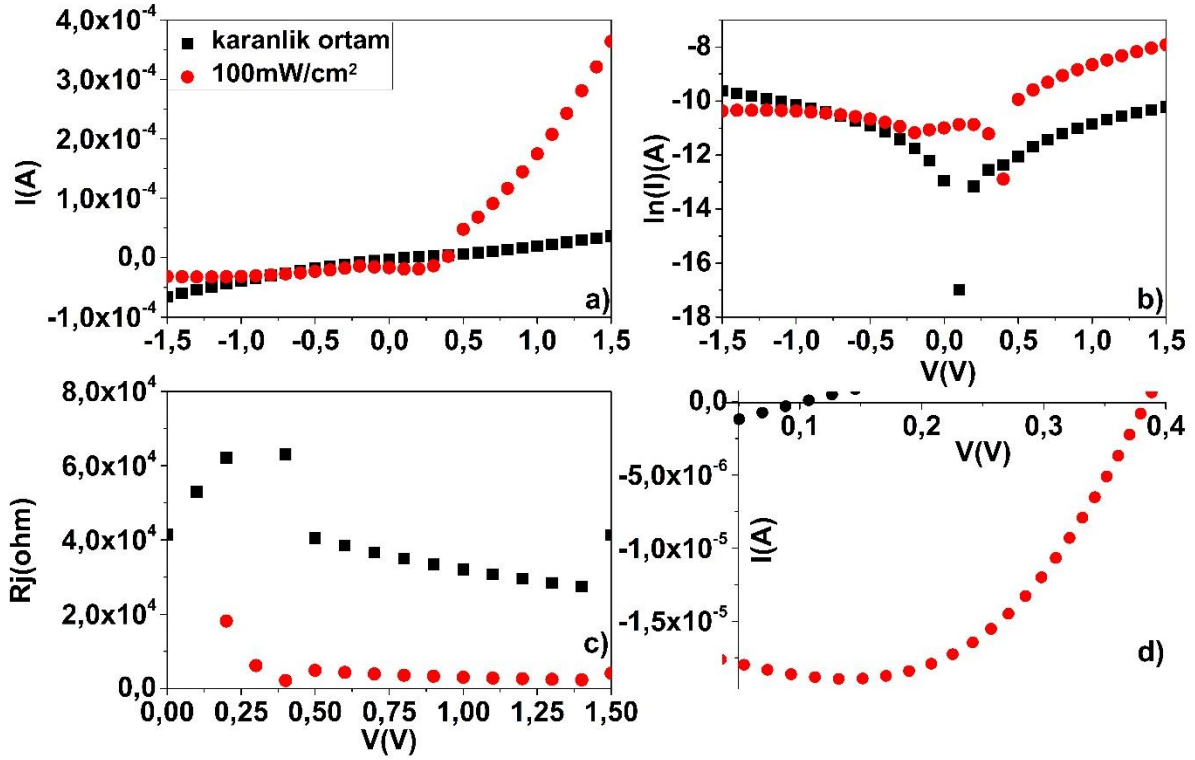 4,0x10⁻⁴
3,0x10⁻⁴
2,0x10⁻⁴
1,0x10⁻⁴
0,0
-1,0x10⁻⁴
I(A)
karanlik ortam
100mW/cm²
a)
-1,5 -1,0 -0,5 0,0 0,5 1,0 1,5
V(V)
-8
-10
-12
-14
-16
-18
ln(I)(A)
b)
-1,5 -1,0 -0,5 0,0 0,5 1,0 1,5
V(V)
8,0x10⁴
6,0x10⁴
4,0x10⁴
2,0x10⁴
0,0
Rj(ohm)
c)
0,00 0,25 0,50 0,75 1,00 1,25 1,50
V(V)
0,0
-5,0x10⁻⁶
-1,0x10⁻⁵
-1,5x10⁻⁵
I(A)
0,1 0,2 0,3 0,4
V(V)
d)